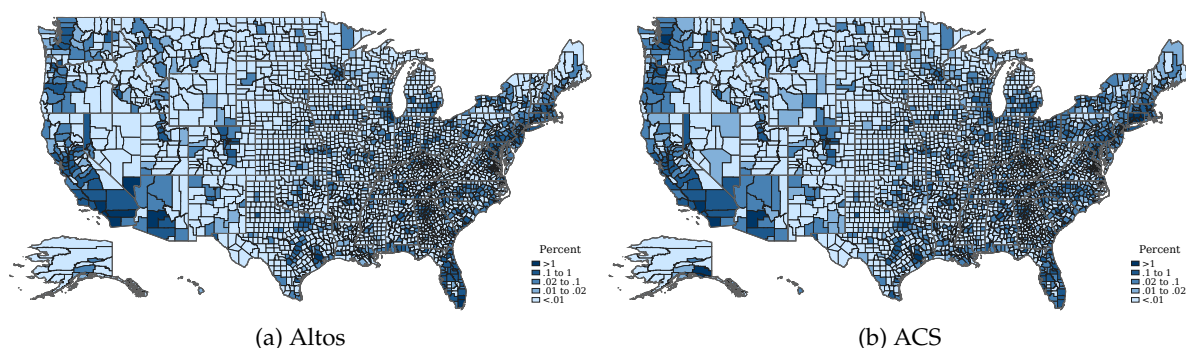 Percent
>1
.1 to 1
.02 to .1
.01 to .02
<.01
(a) Altos
Percent
>1
.1 to 1
.02 to .1
.01 to .02
<.01
(b) ACS